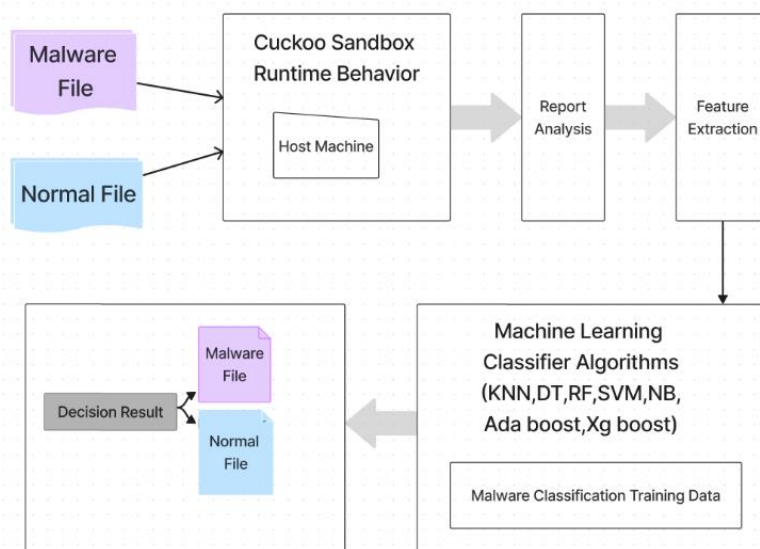 Malware
File
Normal File
Cuckoo Sandbox
Runtime Behavior
Host Machine
Report
Analysis
Feature
Extraction
Machine Learning
Classifier Algorithms
(KNN,DT,RF,SVM,NB,
Ada boost,Xg boost)
Malware Classification Training Data
Decision Result
Malware
File
Normal
File